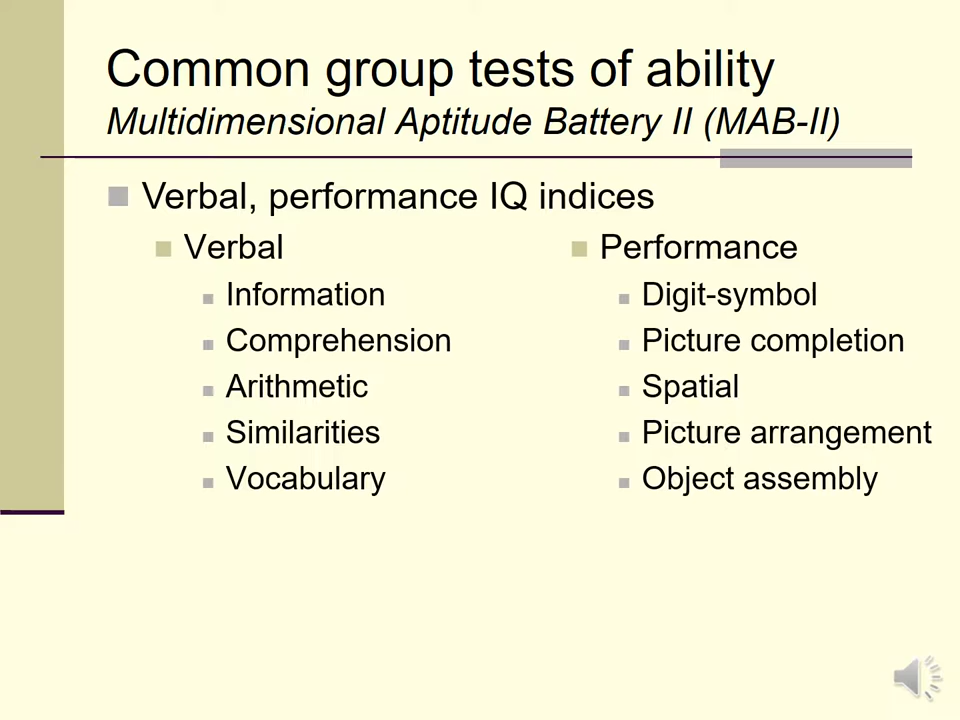 Common group tests of ability
Multidimensional Aptitude Battery II (MAB-II)
Verbal, performance IQ indices
Verbal
Information
Comprehension
Arithmetic
Similarities
Vocabulary
Performance
Digit-symbol
Picture completion
Spatial
Picture arrangement
Object assembly